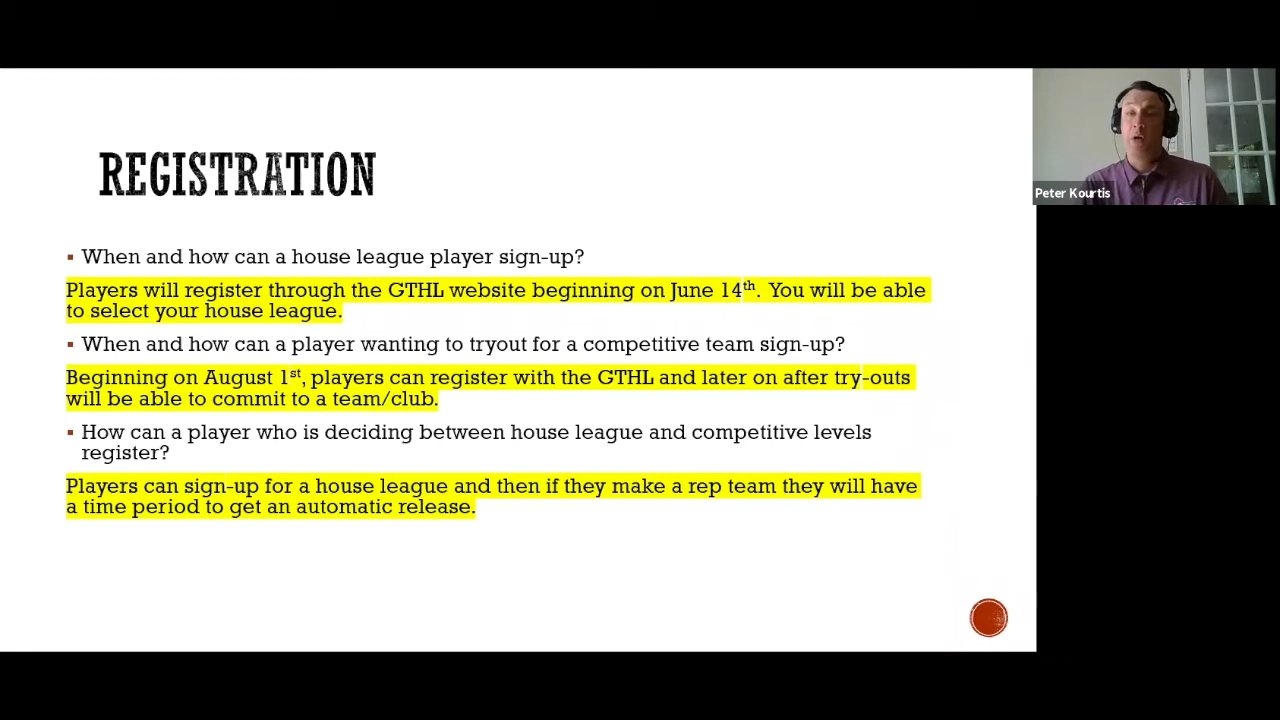 REGISTRATION
Peter Kourtis
▪ When and how can a house league player sign-up?
Players will register through the GTHL website beginning on June 14th. You will be able
to select your house league.
▪ When and how can a player wanting to tryout for a competitive team sign-up?
Beginning on August 1st, players can register with the GTHL and later on after try-outs
will be able to commit to a team/club.
▪ How can a player who is deciding between house league and competitive levels
register?
Players can sign-up for a house league and then if they make a rep team they will have
a time period to get an automatic release.